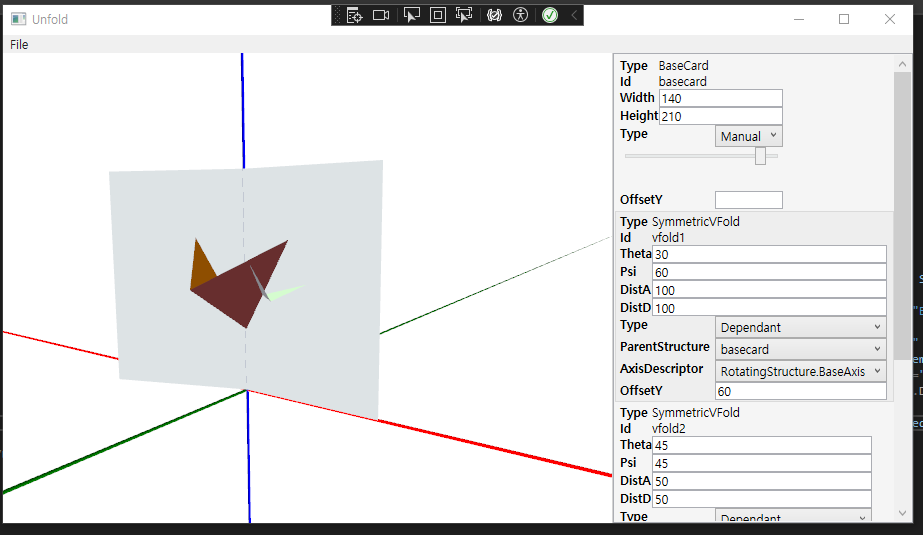 Unfold
File
Type BaseCard
Id basecard
Width 140
Height 210
Type Manual
OffsetY
Type SymmetricVFold
Id vfold1
Theta 30
Psi 60
DistA 100
DistD 100
Type Dependant
ParentStructure basecard
AxisDescriptor RotatingStructure.BaseAxis
OffsetY 60
Type SymmetricVFold
Id vfold2
Theta 45
Psi 45
DistA 50
DistD 50
Type Dependant